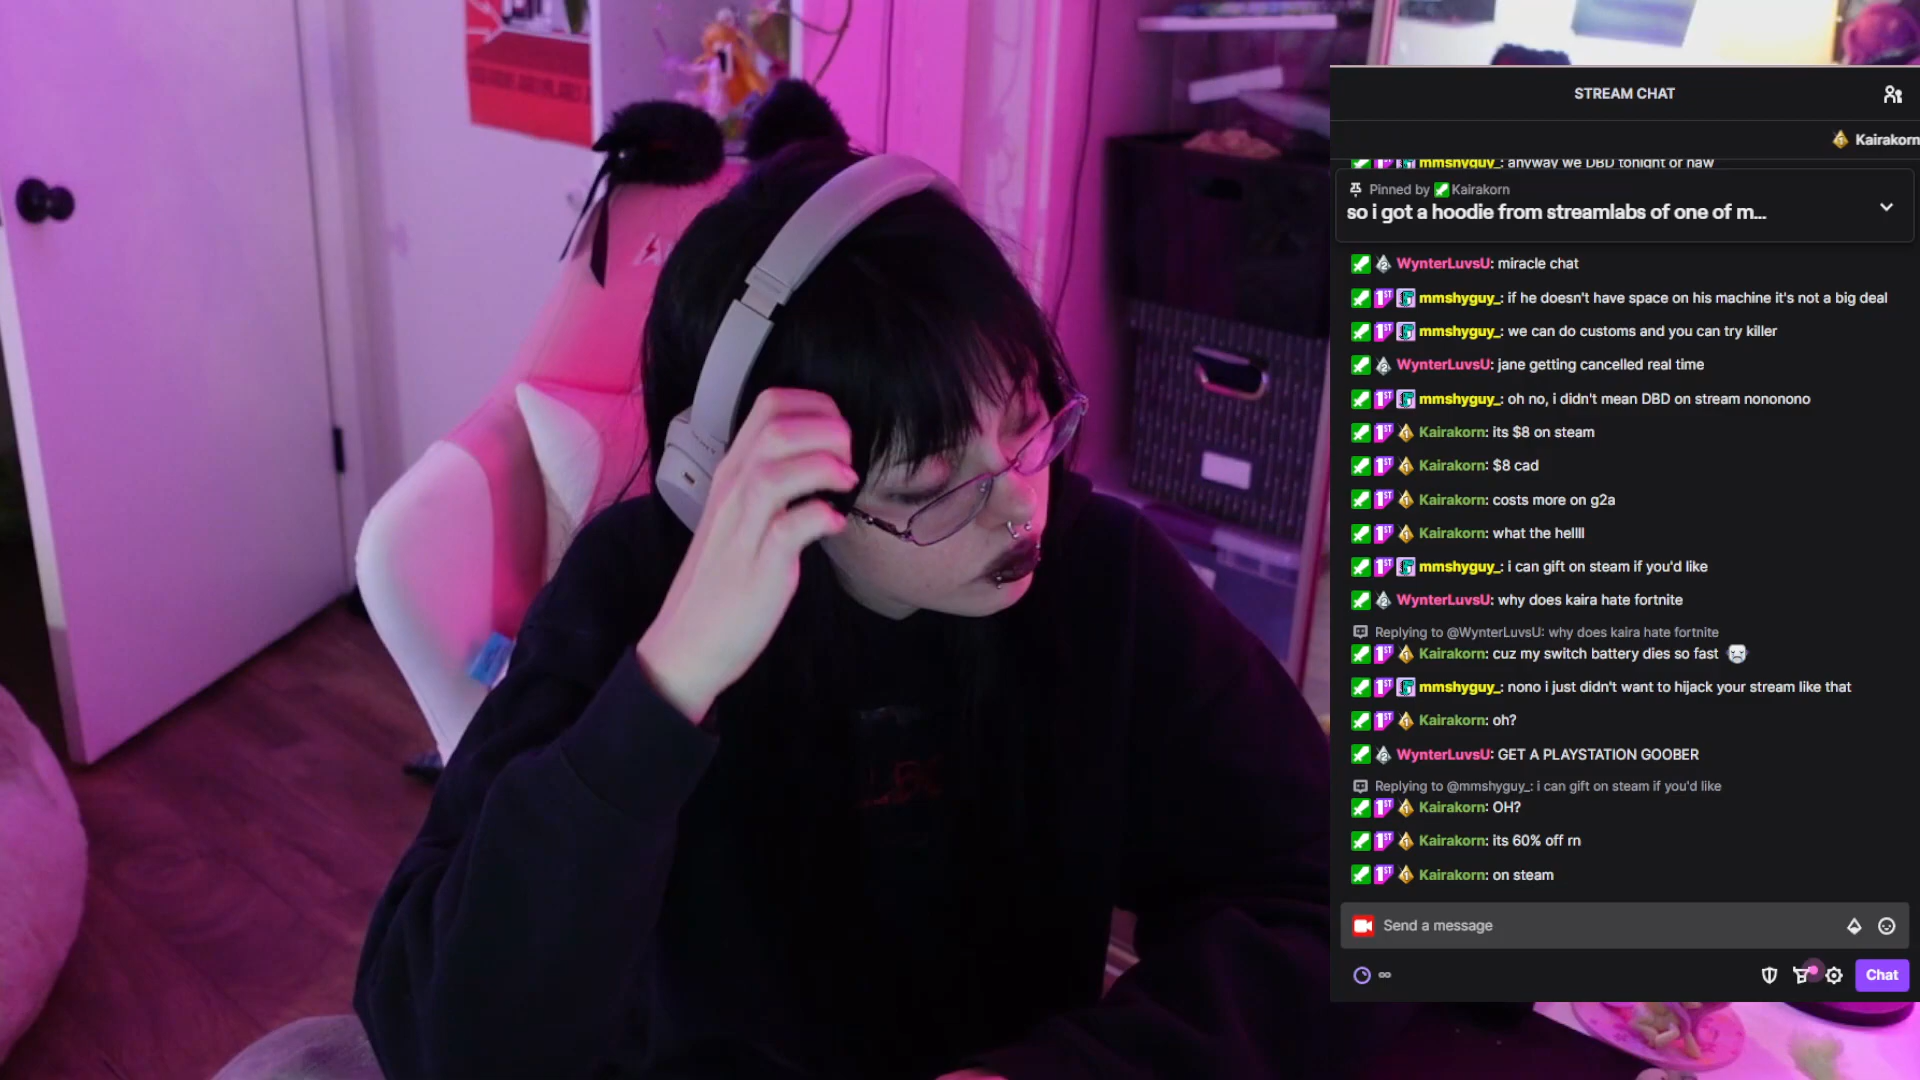 STREAM CHAT
Kairakorn
mmshyguy_: anyway we DBD tonight or naw
Pinned by Kairakorn
so i got a hoodie from streamlabs of one of m...
WynterLuvsU: miracle chat
mmshyguy_: if he doesn't have space on his machine it's not a big deal
mmshyguy_: we can do customs and you can try killer
WynterLuvsU: jane getting cancelled real time
mmshyguy_: oh no, i didn't mean DBD on stream nononono
Kairakorn: its $8 on steam
Kairakorn: $8 cad
Kairakorn: costs more on g2a
Kairakorn: what the hellll
mmshyguy_: i can gift on steam if you'd like
WynterLuvsU: why does kaira hate fortnite
Replying to @WynterLuvsU: why does kaira hate fortnite
Kairakorn: cuz my switch battery dies so fast
mmshyguy_: nono i just didn't want to hijack your stream like that
Kairakorn: oh?
WynterLuvsU: GET A PLAYSTATION GOOBER
Replying to @mmshyguy_: i can gift on steam if you'd like
Kairakorn: OH?
Kairakorn: its 60% off rn
Kairakorn: on steam
Send a message
Chat